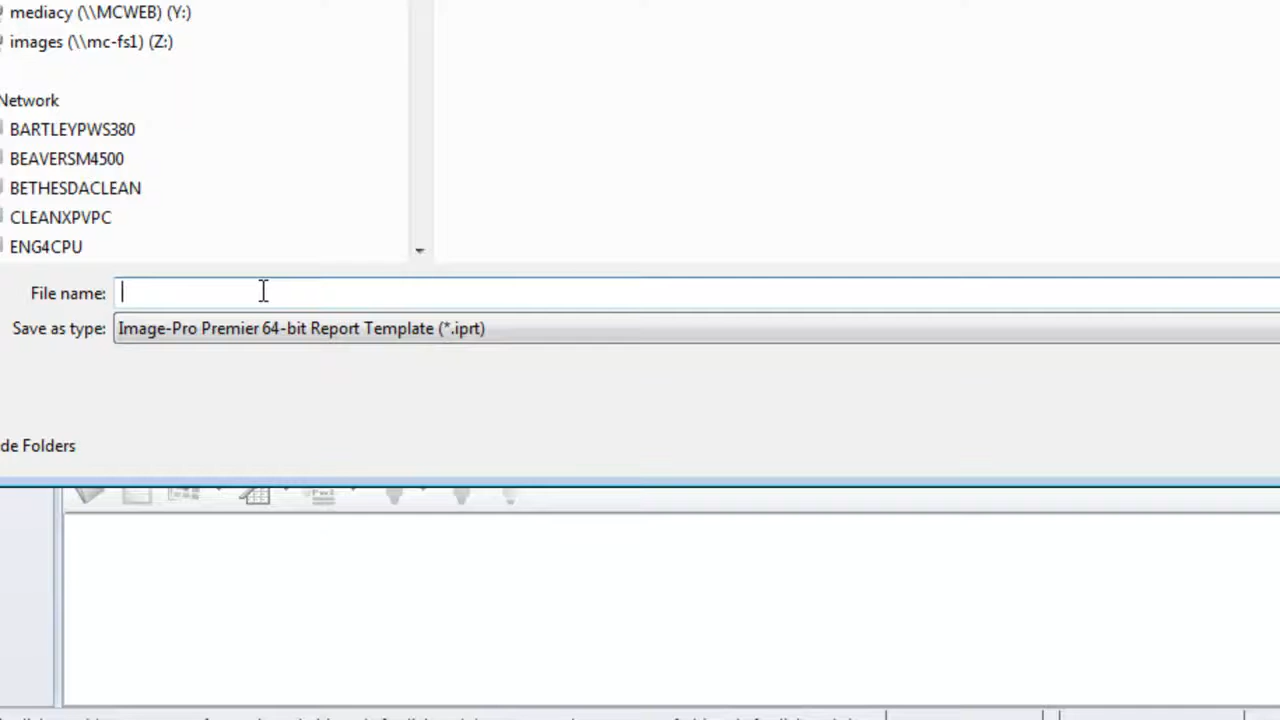 mediacy (\\MCWEB) (Y:)
images (\\mc-fs1) (Z:)
Network
BARTLEYPWS380
BEAVERSM4500
BETHESDACLEAN
CLEANXPVPC
ENG4CPU
File name:
Save as type: Image-Pro Premier 64-bit Report Template (*.iprt)
de Folders